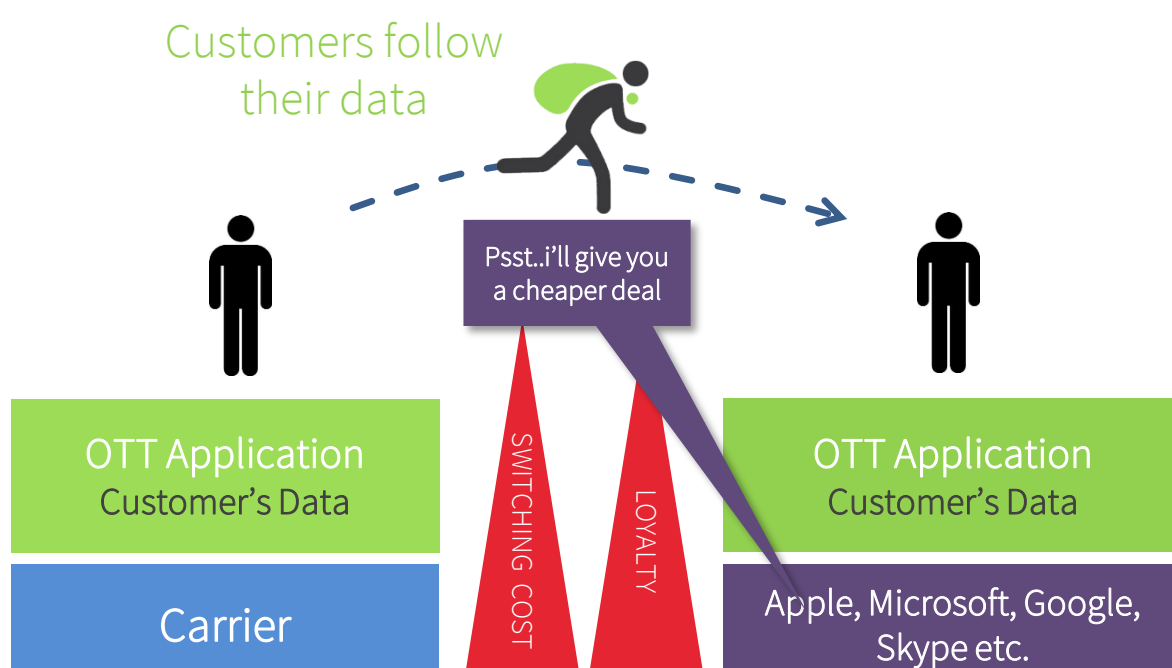 Customers follow
their data
Psst..i’ll give you
a cheaper deal
OTT Application
Customer’s Data
Carrier
SWITCHING COST
LOYALTY
OTT Application
Customer’s Data
Apple, Microsoft, Google,
Skype etc.